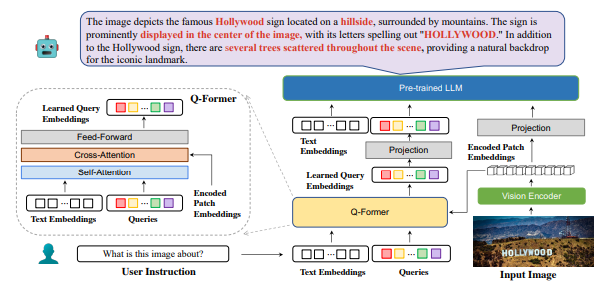 The image depicts the famous Hollywood sign located on a hillside, surrounded by mountains. The sign is
prominently displayed in the center of the image, with its letters spelling out "HOLLYWOOD." In addition
to the Hollywood sign, there are several trees scattered throughout the scene, providing a natural backdrop
for the iconic landmark.
Q-Former
Learned Query
Embeddings
Feed-Forward
Cross-Attention
Self-Attention
Text Embeddings
Queries
Encoded
Patch
Embeddings
Pre-trained LLM
Text
Embeddings
Projection
Learned Query
Embeddings
Projection
Encoded Patch
Embeddings
Vision Encoder
Q-Former
What is this image about?
User Instruction
Text Embeddings
Queries
HOLLYWOOD
Input Image